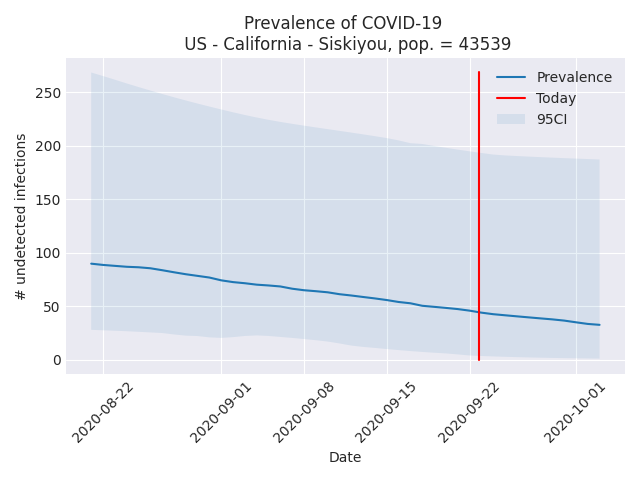 Prevalence of COVID-19
US - California - Siskiyou, pop. = 43539
Prevalence
Today
95CI
250
200
150
100
50
0
# undetected infections
2020-08-22
2020-09-01
2020-09-08
2020-09-15
2020-09-22
2020-10-01
Date